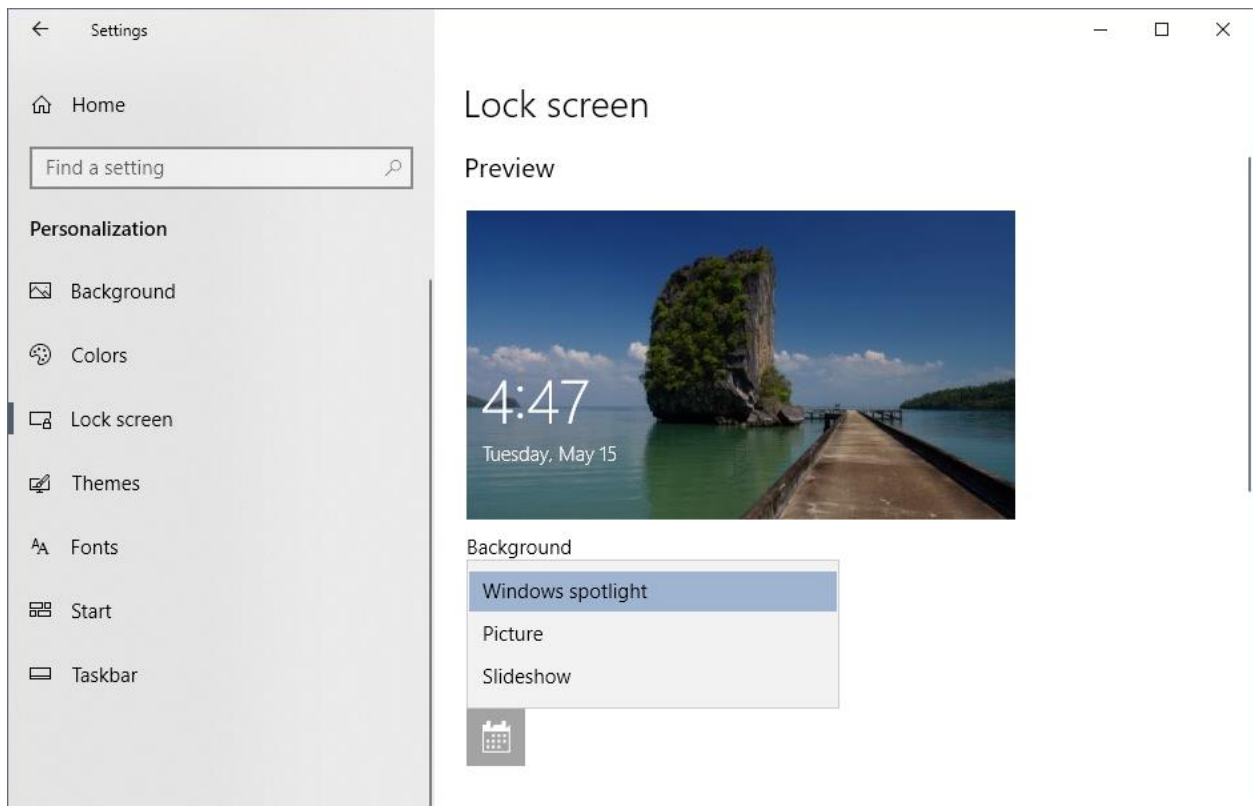 Settings
Home
Find a setting
Personalization
Background
Colors
Lock screen
Themes
Fonts
Start
Taskbar
Lock screen
Preview
4:47
Tuesday, May 15
Background
Windows spotlight
Picture
Slideshow